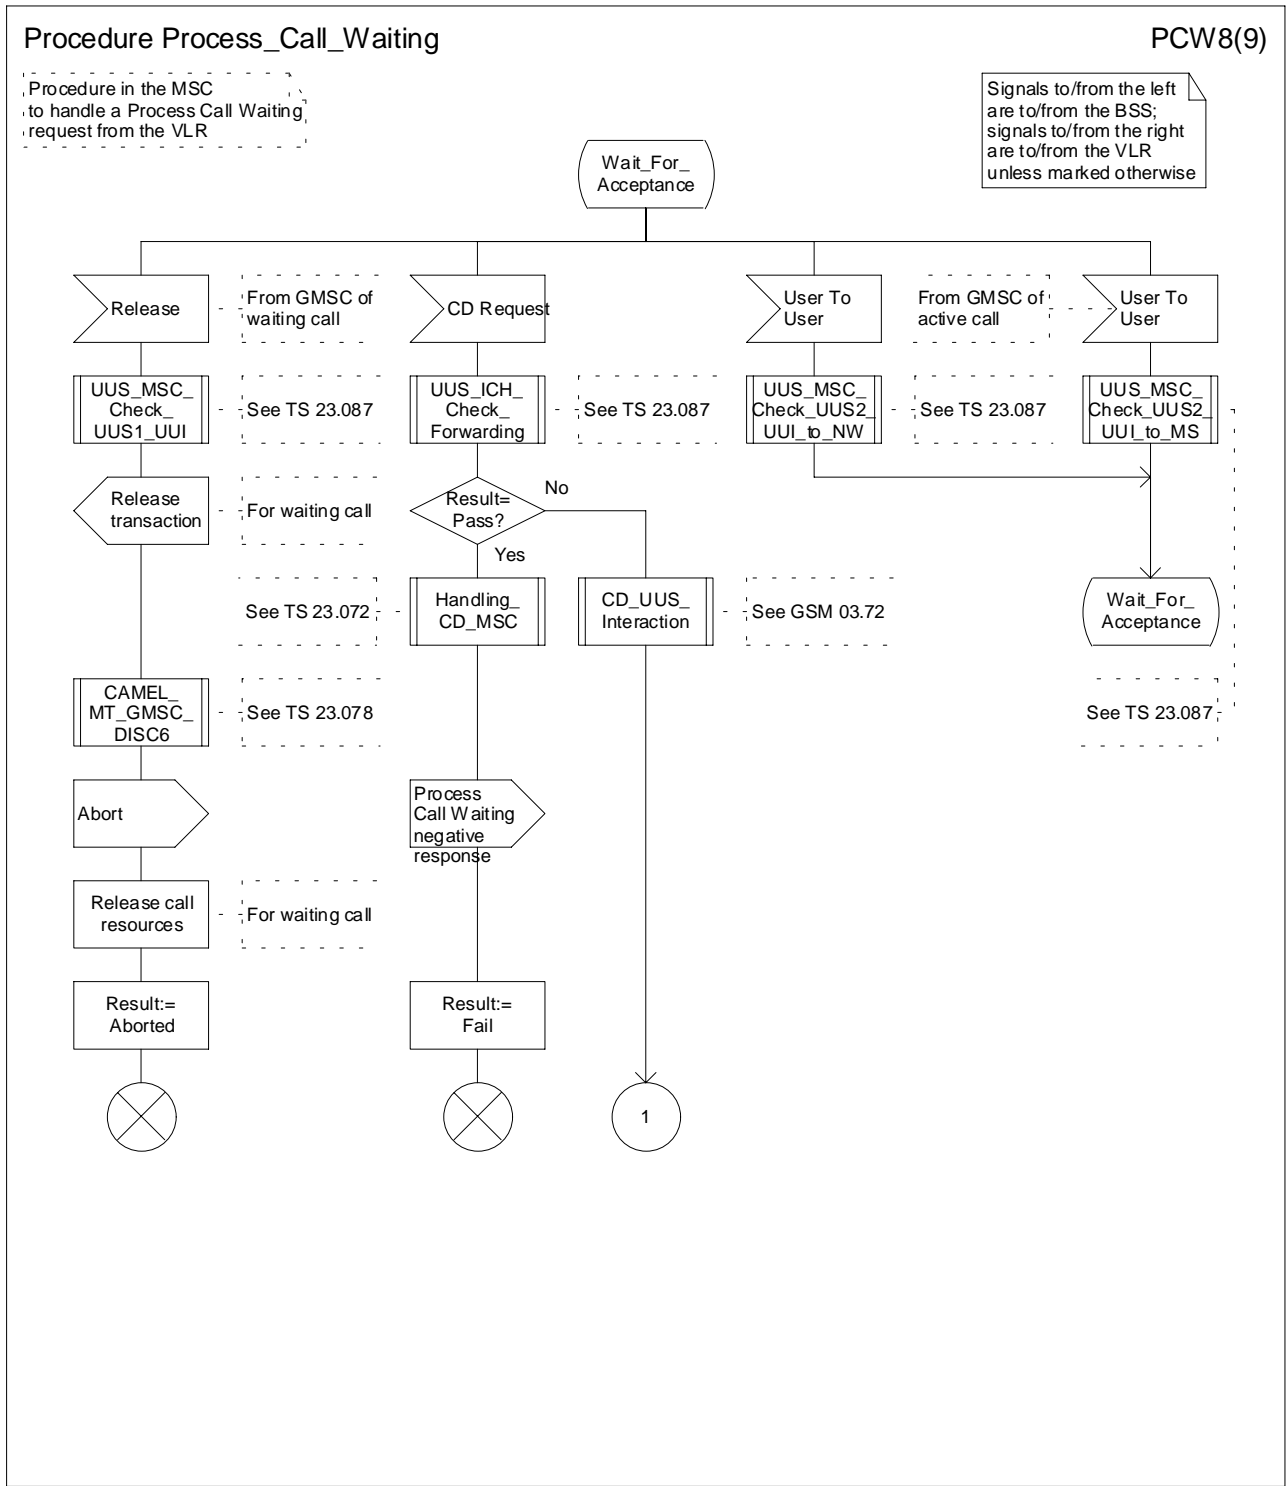 Procedure Process_Call_Waiting
PCW8(9)
Procedure in the MSC
to handle a Process Call Waiting
request from the VLR
Signals to/from the left
are to/from the BSS;
signals to/from the right
are to/from the VLR
unless marked otherwise
Wait_For_
Acceptance
Release
From GMSC of
waiting call
CD Request
User To
User
From GMSC of
active call
User To
User
UUS_MSC_
Check_
UUS1_UUI
See TS 23.087
UUS_ICH_
Check_
Forwarding
See TS 23.087
UUS_MSC_
Check_UUS2_
UUI_to_NW
See TS 23.087
UUS_MSC_
Check_UUS2_
UUI_to_MS
Release
transaction
For waiting call
Result=
Pass?
No
Yes
See TS 23.072
Handling_
CD_MSC
CD_UUS_
Interaction
See GSM 03.72
Wait_For_
Acceptance
CAMEL_
MT_GMSC_
DISC6
See TS 23.078
See TS 23.087
Abort
Process
Call Waiting
negative
response
Release call
resources
For waiting call
Result:=
Aborted
Result:=
Fail
1